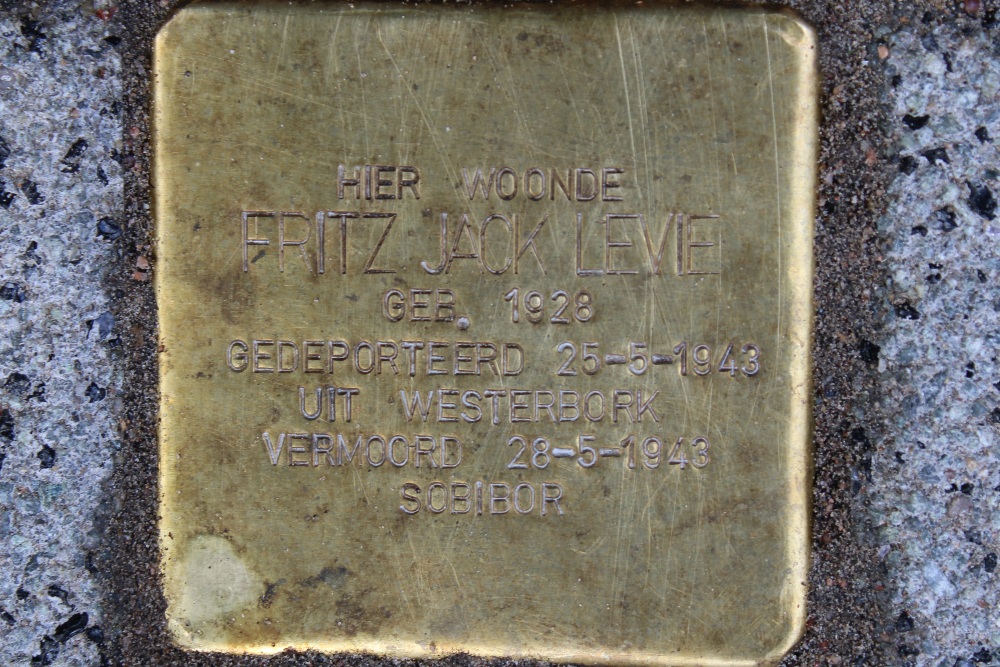 HIER WOONDE
FRITZ JACK LEVIE
GEB. 1928
GEDEPORTEERD 25-5-1943
UIT WESTERBORK
VERMOORD 28-5-1943
SOBIBOR